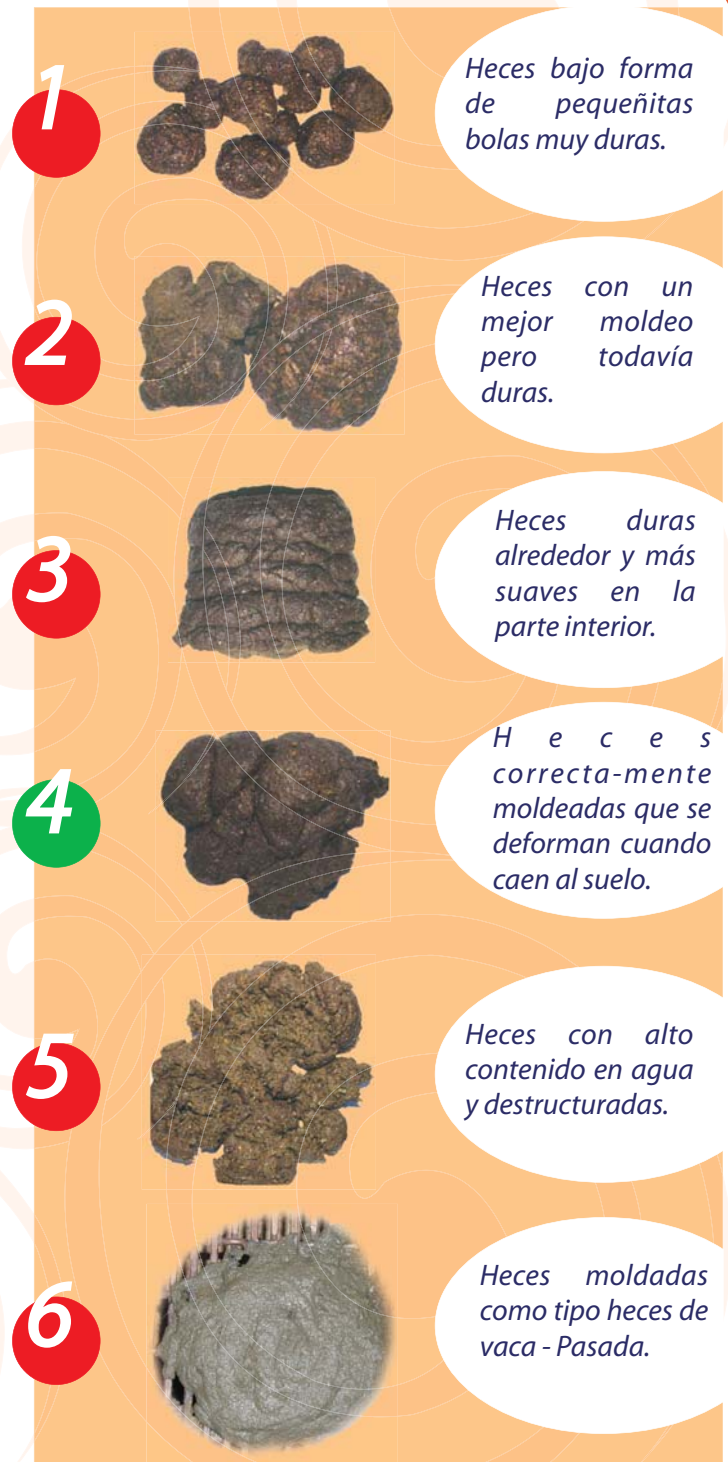 1
Heces bajo forma
de pequeñitas
bolas muy duras.
2
Heces con un
mejor moldeo
pero todavía
duras.
3
Heces duras
alrededor y más
suaves en la
parte interior.
4
H e c e s
correcta-mente
moldeadas que se
deforman cuando
caen al suelo.
5
Heces con alto
contenido en agua
y destructuradas.
6
Heces moldadas
como tipo heces de
vaca - Pasada.